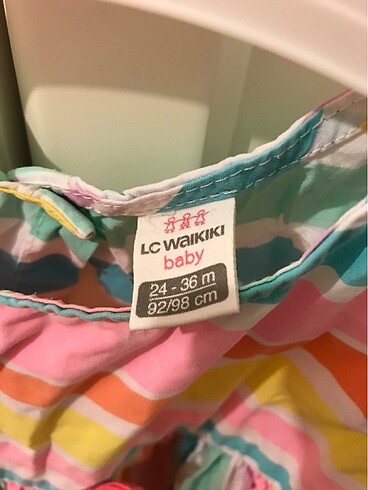 LC WAIKIKI
baby
24 - 36 m
92/98 cm